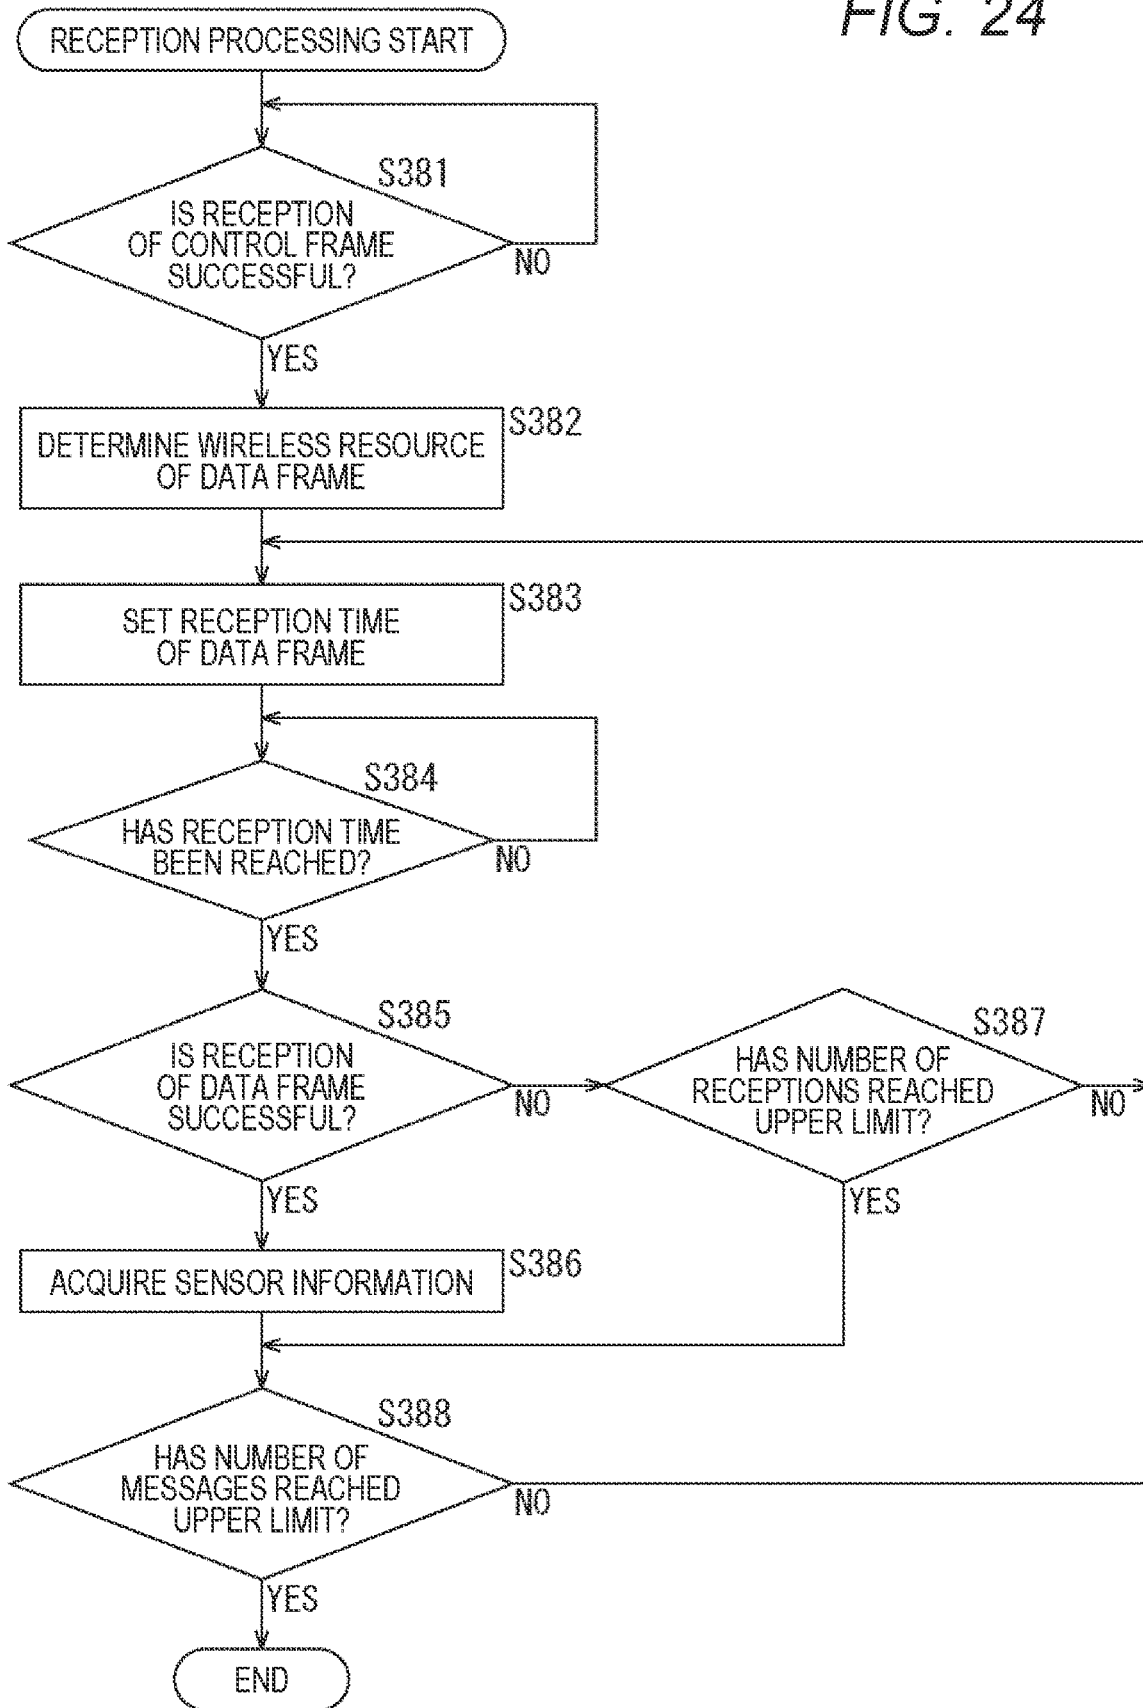 FIG. 24
RECEPTION PROCESSING START
S381
IS RECEPTION
OF CONTROL FRAME
SUCCESSFUL?
NO
YES
S382
DETERMINE WIRELESS RESOURCE
OF DATA FRAME
S383
SET RECEPTION TIME
OF DATA FRAME
S384
HAS RECEPTION TIME
BEEN REACHED?
NO
YES
S385
IS RECEPTION
OF DATA FRAME
SUCCESSFUL?
NO
YES
S387
HAS NUMBER OF
RECEPTIONS REACHED
UPPER LIMIT?
NO
YES
S386
ACQUIRE SENSOR INFORMATION
S388
HAS NUMBER OF
MESSAGES REACHED
UPPER LIMIT?
NO
YES
END